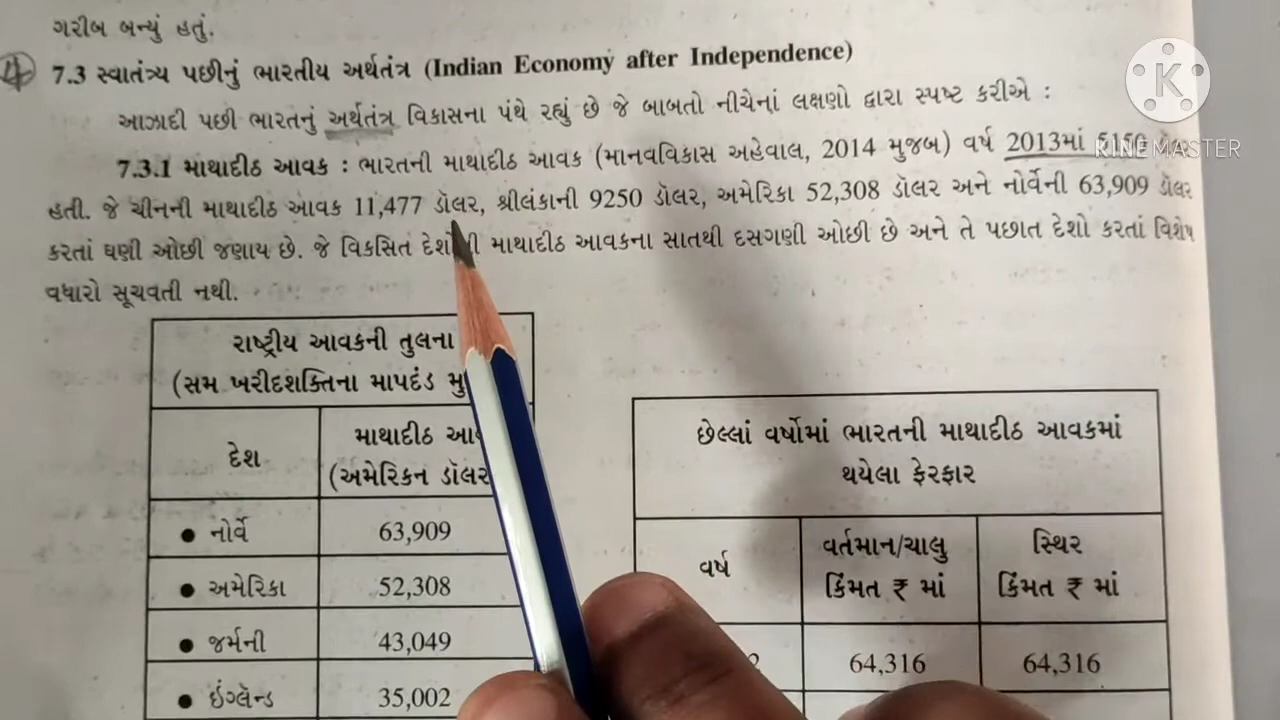 ગરીબ બન્યું હતું.
4
7.3 સ્વાતંત્ર્ય પછીનું ભારતીય અર્થતંત્ર (Indian Economy after Independence)
આઝાદી પછી ભારતનું અર્થતંત્ર વિકાસના પંથે રહ્યું છે જે બાબતો નીચેનાં લક્ષણો દ્વારા સ્પષ્ટ કરીએ :
7.3.1 માથાદીઠ આવક : ભારતની માથાદીઠ આવક (માનવવિકાસ અહેવાલ, 2014 મુજબ) વર્ષ 2013માં 5150
હતી. જે ચીનની માથાદીઠ આવક 11,477 ડૉલર, શ્રીલંકાની 9250 ડૉલર, અમેરિકા 52,308 ડૉલર અને નોર્વેની 63,909 ડૉલર
કરતાં ઘણી ઓછી જણાય છે. જે વિકસિત દેશોની માથાદીઠ આવકના સાતથી દસગણી ઓછી છે અને તે પછાત દેશો કરતાં વિશેષ
વધારો સૂચવતી નથી.
રાષ્ટ્રીય આવકની તુલના
(સમ ખરીદશક્તિના માપદંડ
દેશ
માથાદીઠ
(અમેરિકન ડૉલર
• નોર્વે 63,909
• અમેરિકા 52,308
• જર્મની 43,049
• ઇંગ્લૅન્ડ 35,002
છેલ્લાં વર્ષોમાં ભારતની માથાદીઠ આવકમાં
થયેલા ફેરફાર
વર્ષ
વર્તમાન/ચાલુ
કિંમત ₹ માં
સ્થિર
કિંમત ₹ માં
64,316 64,316
K
KINEMASTER